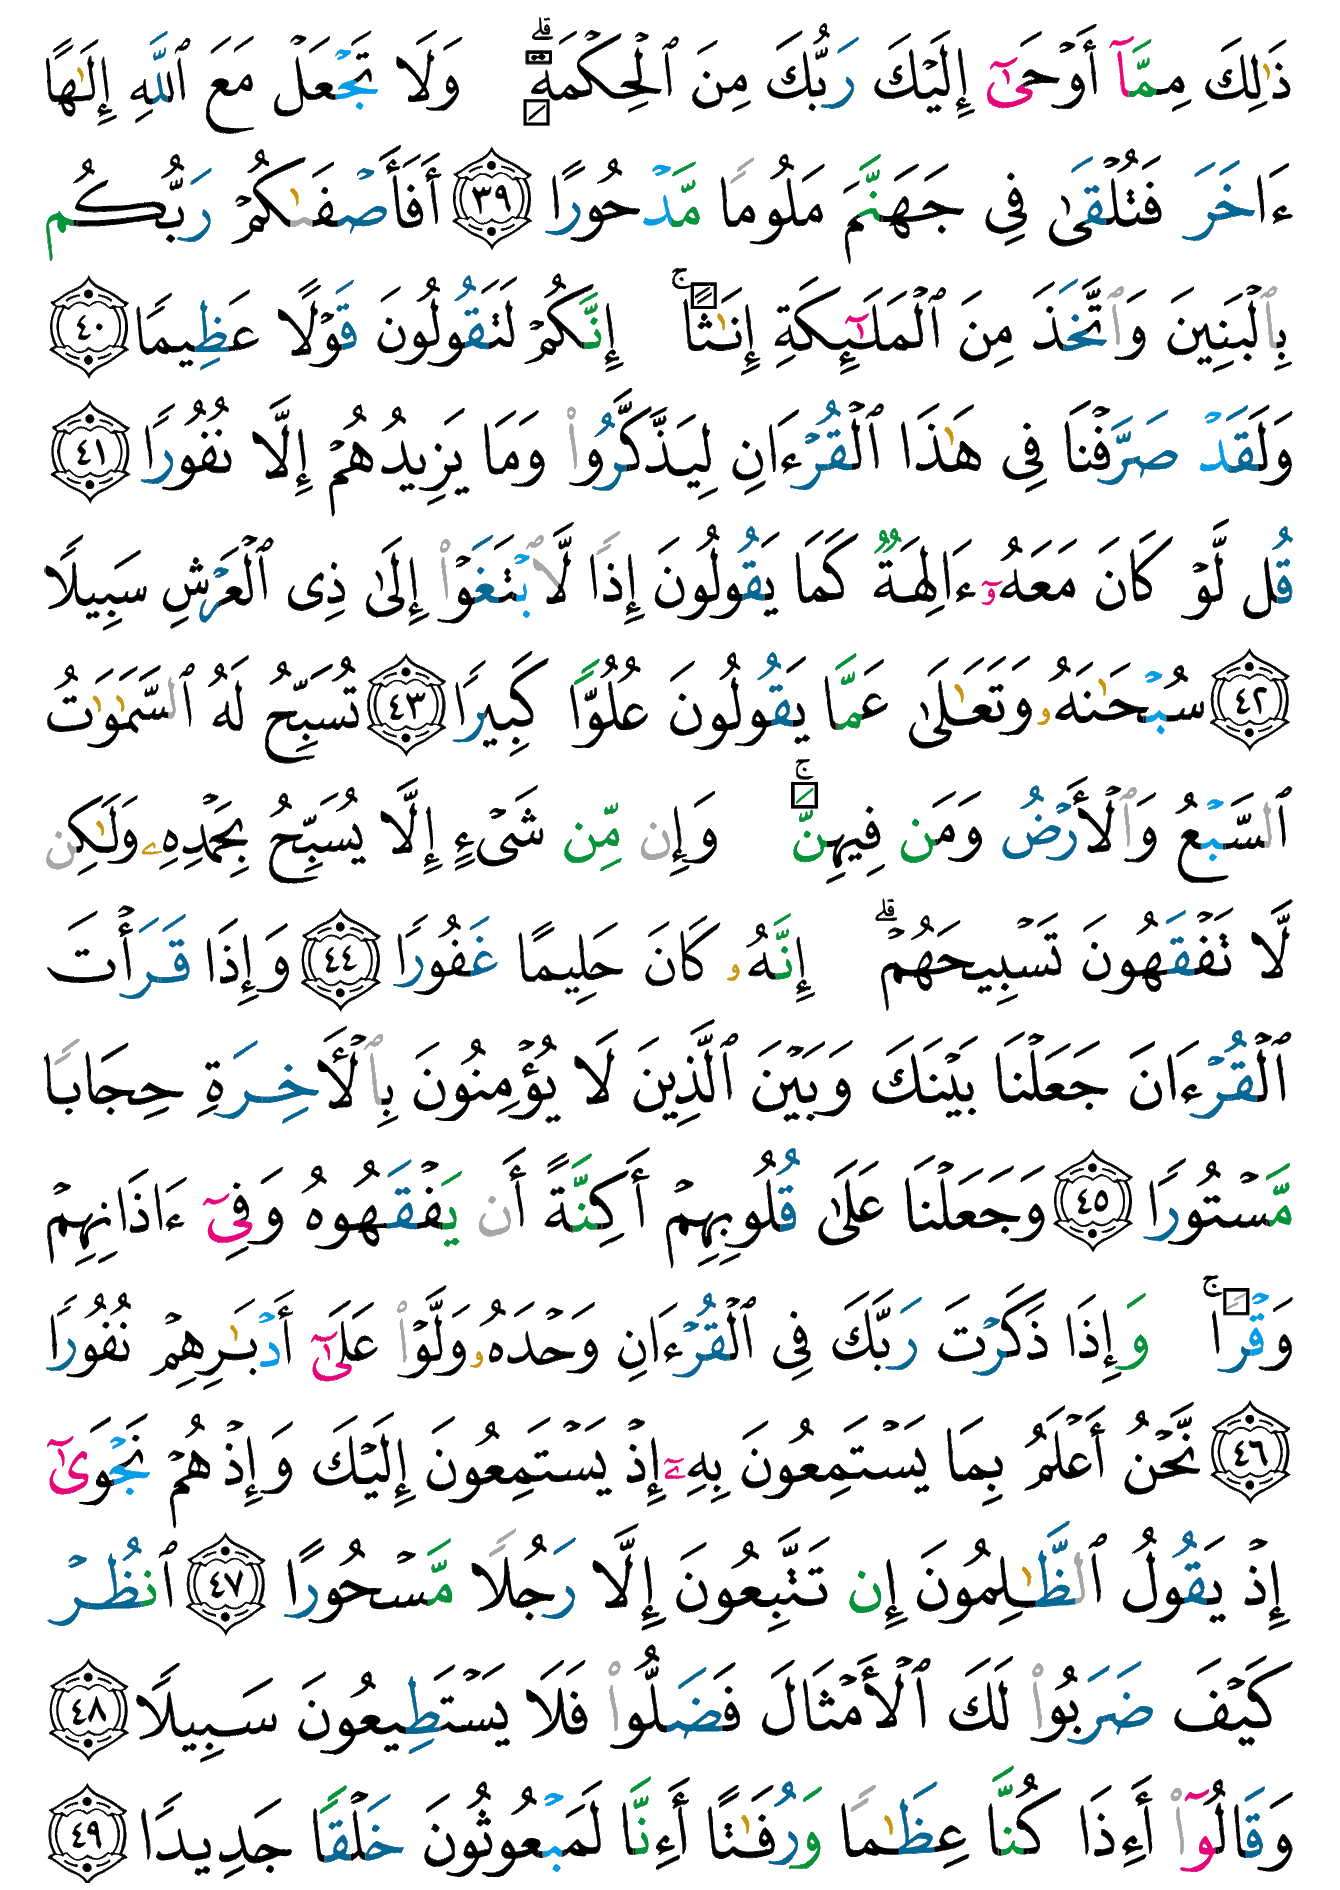 ذَٰلِكَ مِمَّآ أَوۡحَىٰٓ إِلَيۡكَ رَبُّكَ مِنَ ٱلۡحِكۡمَةِۗ وَلَا تَجۡعَلۡ مَعَ ٱللَّهِ إِلَٰهًا
ءَاخَرَ فَتُلۡقَىٰ فِى جَهَنَّمَ مَلُومًا مَّدۡحُورًا ٣٩ أَفَأَصۡفَىٰكُمۡ رَبُّكُم
بِٱلۡبَنِينَ وَٱتَّخَذَ مِنَ ٱلۡمَلَٰٓئِكَةِ إِنَٰثًاۚ إِنَّكُمۡ لَتَقُولُونَ قَوۡلًا عَظِيمًا ٤٠
وَلَقَدۡ صَرَّفۡنَا فِى هَٰذَا ٱلۡقُرۡءَانِ لِيَذَّكَّرُوا۟ وَمَا يَزِيدُهُمۡ إِلَّا نُفُورًا ٤١
قُل لَّوۡ كَانَ مَعَهُۥٓ ءَالِهَةٌ كَمَا يَقُولُونَ إِذًا لَّٱبۡتَغَوۡا۟ إِلَىٰ ذِى ٱلۡعَرۡشِ سَبِيلًا
٤٢ سُبۡحَٰنَهُۥ وَتَعَٰلَىٰ عَمَّا يَقُولُونَ عُلُوًّا كَبِيرًا ٤٣ تُسَبِّحُ لَهُ ٱلسَّمَٰوَٰتُ
ٱلسَّبۡعُ وَٱلۡأَرۡضُ وَمَن فِيهِنَّۚ وَإِن مِّن شَىۡءٍ إِلَّا يُسَبِّحُ بِحَمۡدِهِۦ وَلَٰكِن
لَّا تَفۡقَهُونَ تَسۡبِيحَهُمۡۗ إِنَّهُۥ كَانَ حَلِيمًا غَفُورًا ٤٤ وَإِذَا قَرَأۡتَ
ٱلۡقُرۡءَانَ جَعَلۡنَا بَيۡنَكَ وَبَيۡنَ ٱلَّذِينَ لَا يُؤۡمِنُونَ بِٱلۡأَخِرَةِ حِجَابًا
مَّسۡتُورًا ٤٥ وَجَعَلۡنَا عَلَىٰ قُلُوبِهِمۡ أَكِنَّةً أَن يَفۡقَهُوهُ وَفِىٓ ءَاذَانِهِمۡ
وَقۡرًاۚ وَإِذَا ذَكَرۡتَ رَبَّكَ فِى ٱلۡقُرۡءَانِ وَحۡدَهُۥ وَلَّوۡا۟ عَلَىٰٓ أَدۡبَٰرِهِمۡ نُفُورًا
٤٦ نَّحۡنُ أَعۡلَمُ بِمَا يَسۡتَمِعُونَ بِهِۦٓ إِذۡ يَسۡتَمِعُونَ إِلَيۡكَ وَإِذۡ هُمۡ نَجۡوَىٰٓ
إِذۡ يَقُولُ ٱلظَّٰلِمُونَ إِن تَتَّبِعُونَ إِلَّا رَجُلًا مَّسۡحُورًا ٤٧ ٱنظُرۡ
كَيۡفَ ضَرَبُوا۟ لَكَ ٱلۡأَمۡثَالَ فَضَلُّوا۟ فَلَا يَسۡتَطِيعُونَ سَبِيلًا ٤٨
وَقَالُوٓا۟ أَءِذَا كُنَّا عِظَٰمًا وَرُفَٰتًا أَءِنَّا لَمَبۡعُوثُونَ خَلۡقًا جَدِيدًا ٤٩